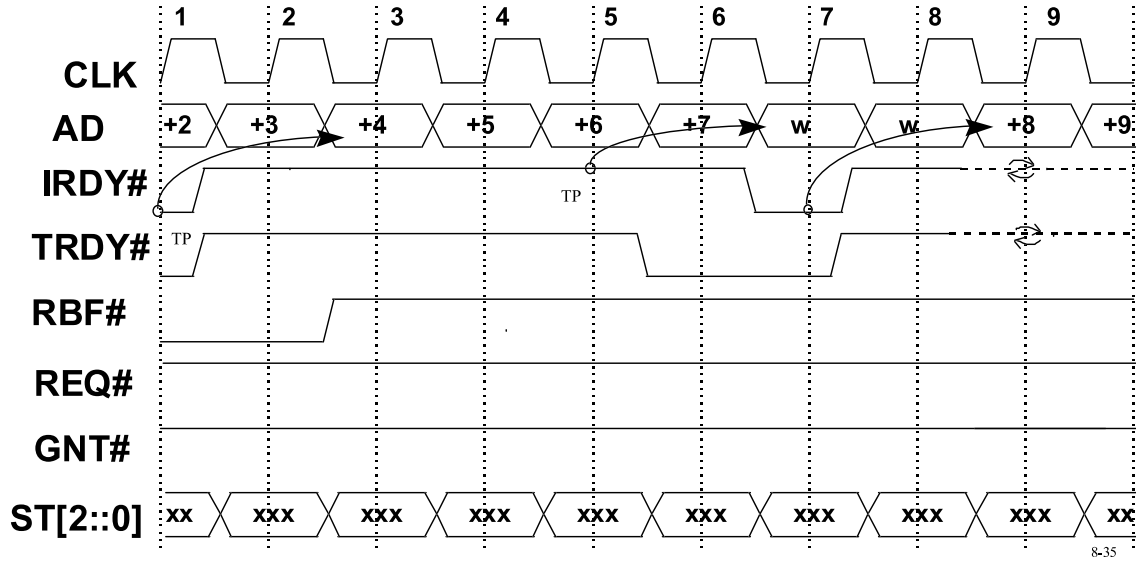 1 2 3 4 5 6 7 8 9
CLK
AD +2 +3 +4 +5 +6 +7 w w +8 +9
IRDY#
TP
TRDY# TP
RBF#
REQ#
GNT#
ST[2::0] xx xxx xxx xxx xxx xxx xxx xxx xxx xx
8-35